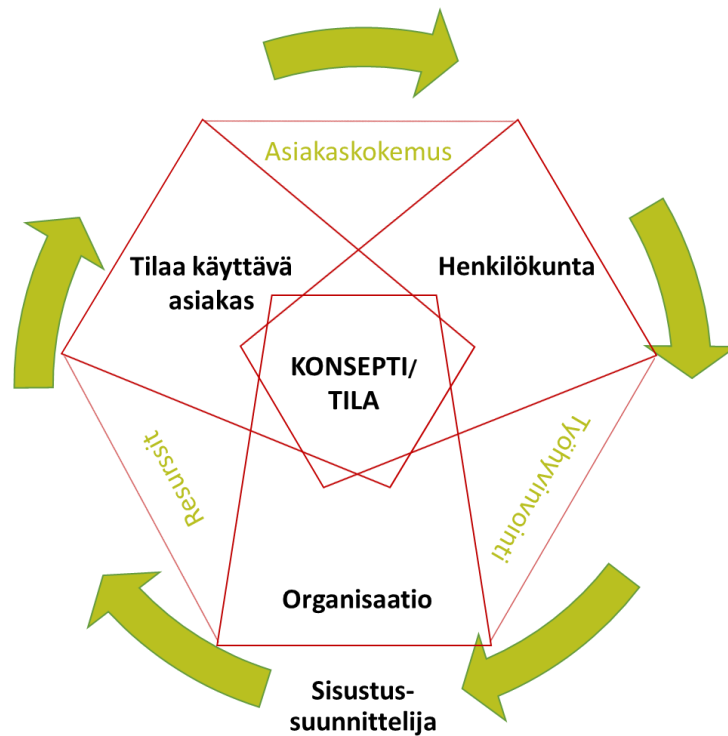 Asiakaskokemus
Tilaa käyttävä
asiakas
Henkilökunta
KONSEPTI/
TILA
Resurssit
Työhyvinvointi
Organisaatio
Sisustus-
suunnittelija